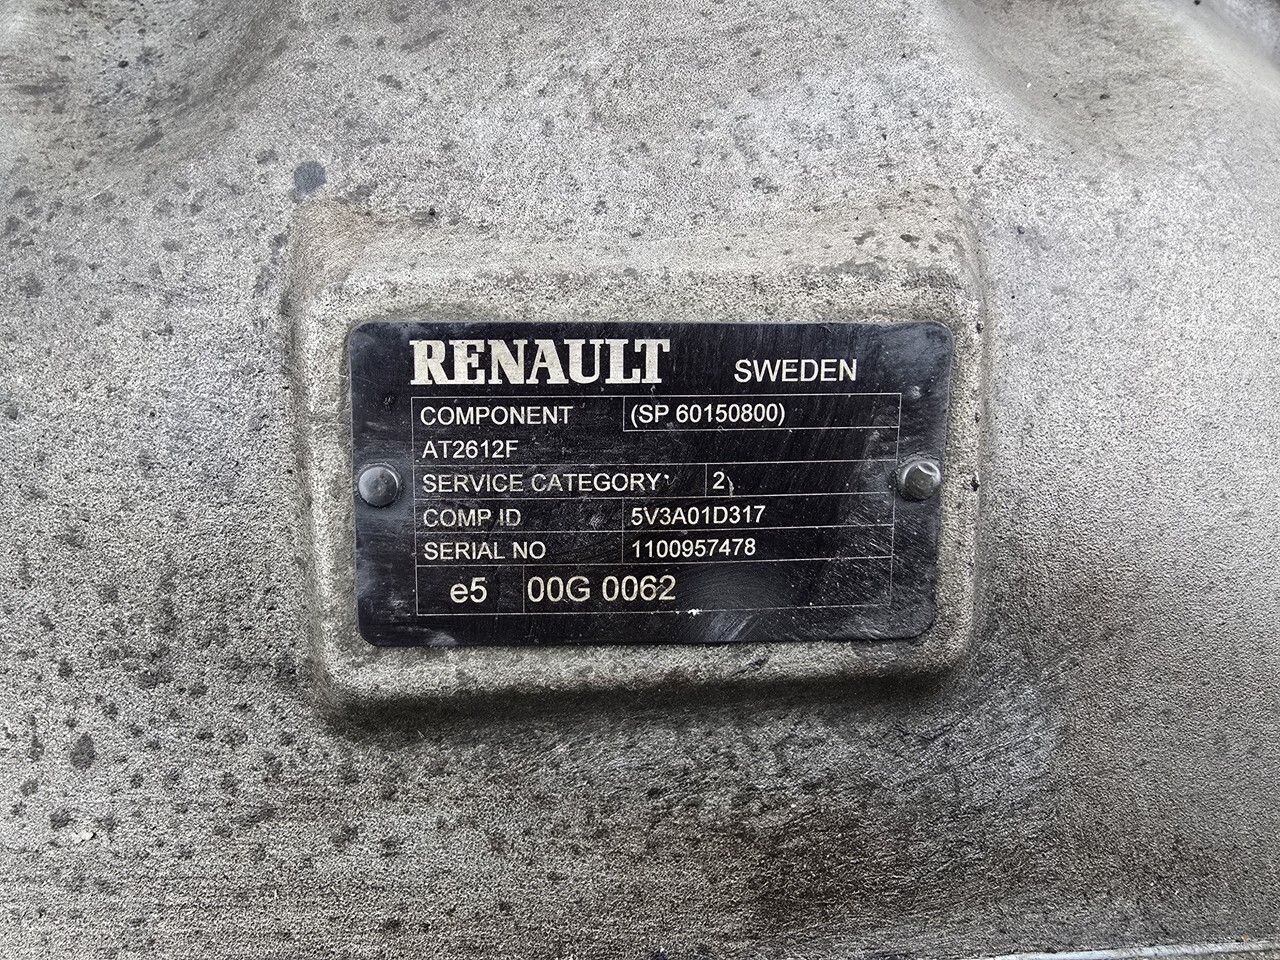 RENAULT SWEDEN
COMPONENT (SP 60150800)
AT2612F
SERVICE CATEGORY 2
COMP ID 5V3A01D317
SERIAL NO 1100957478
e5 00G 0062